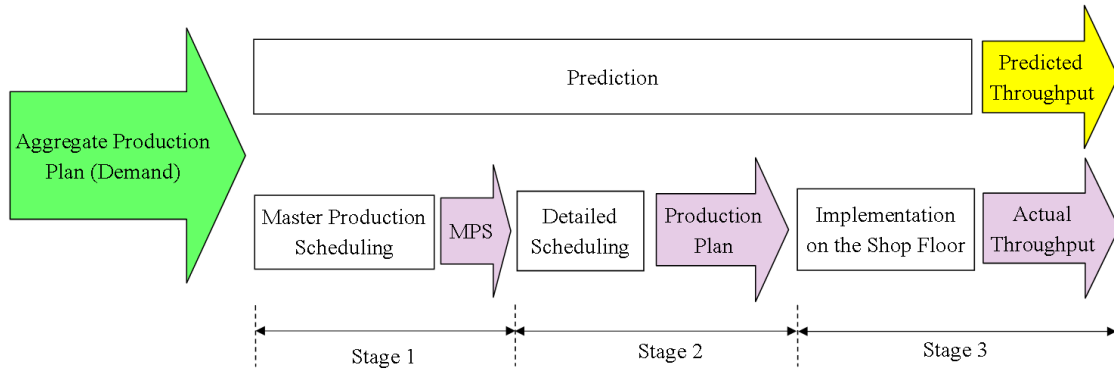 Prediction
Predicted
Throughput
Aggregate Production
Plan (Demand)
Master Production
Scheduling
MPS
Detailed
Scheduling
Production
Plan
Implementation
on the Shop Floor
Actual
Throughput
Stage 1
Stage 2
Stage 3